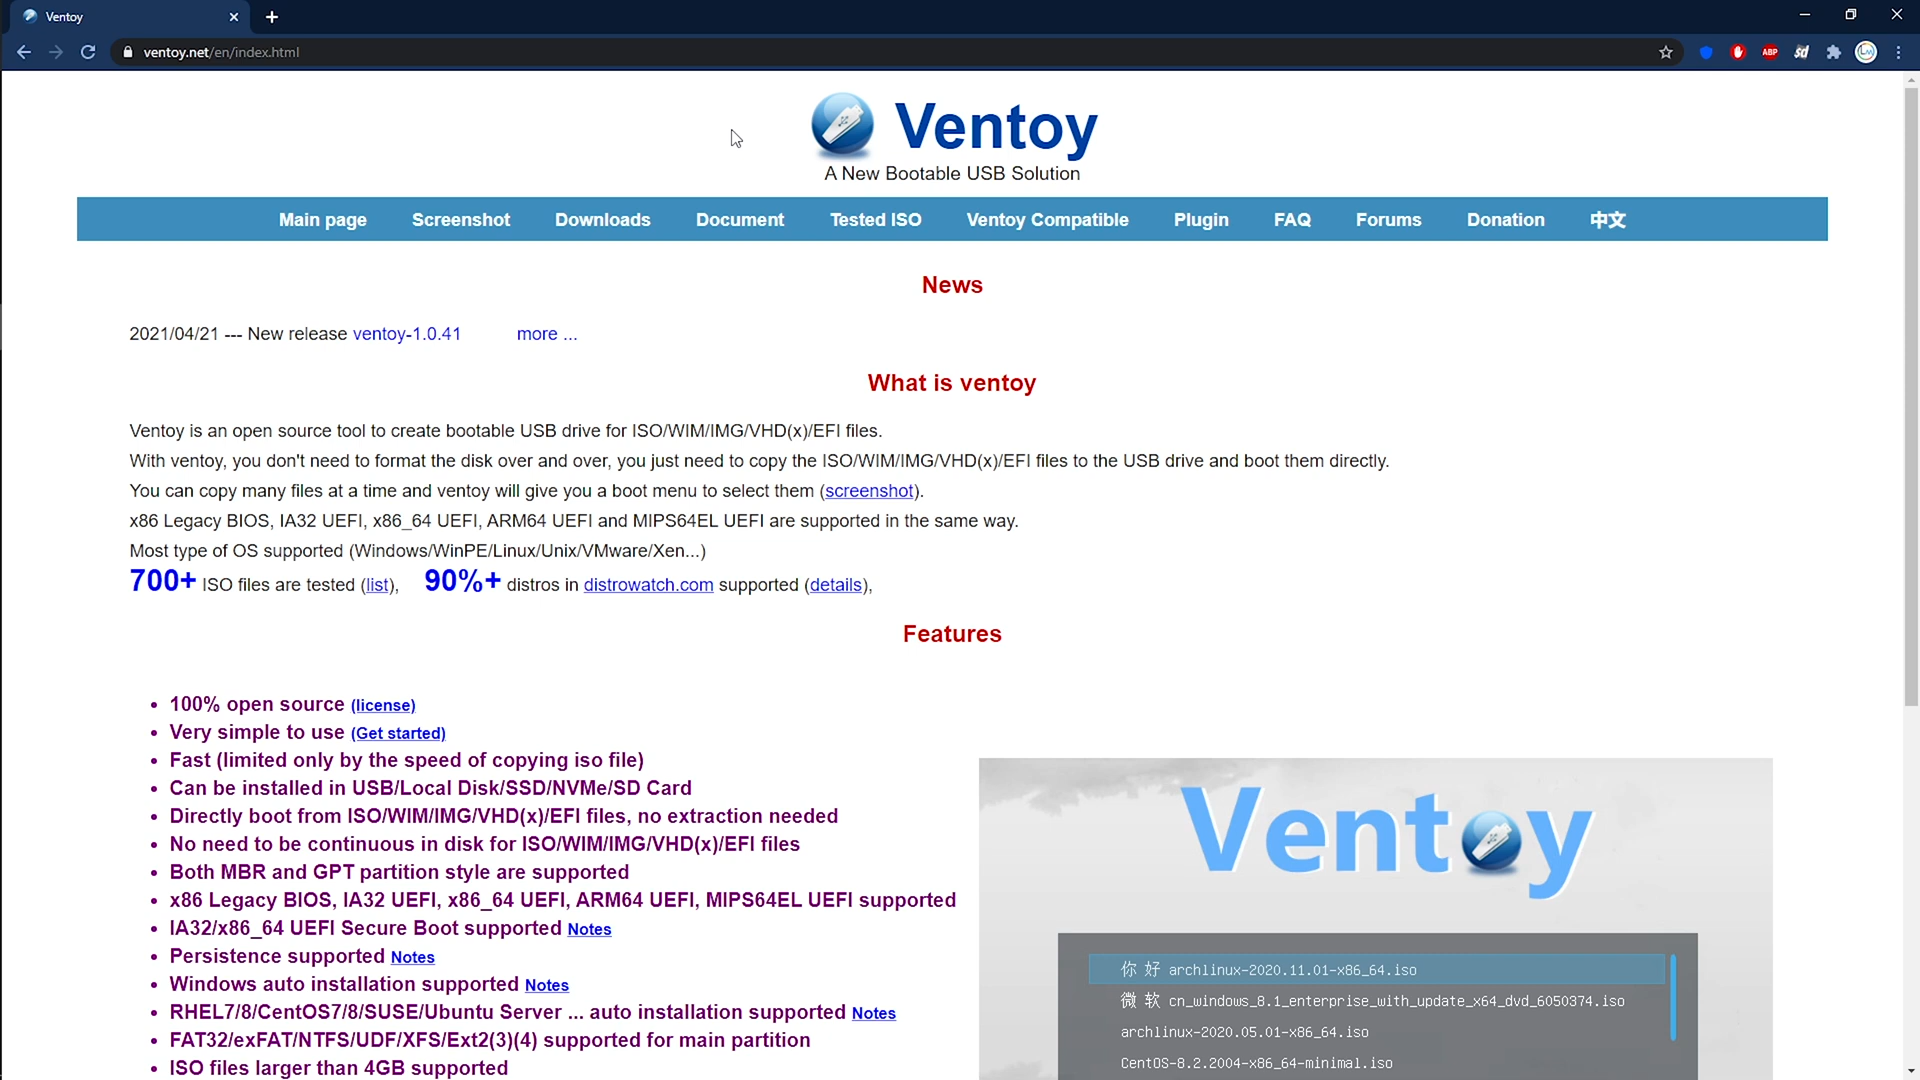 Ventoy
ventoy.net/en/index.html
ABP
Ventoy
A New Bootable USB Solution
Main page Screenshot Downloads Document Tested ISO Ventoy Compatible Plugin FAQ Forums Donation 中文
News
2021/04/21 --- New release ventoy-1.0.41 more ...
What is ventoy
Ventoy is an open source tool to create bootable USB drive for ISO/WIM/IMG/VHD(x)/EFI files.
With ventoy, you don't need to format the disk over and over, you just need to copy the ISO/WIM/IMG/VHD(x)/EFI files to the USB drive and boot them directly.
You can copy many files at a time and ventoy will give you a boot menu to select them (screenshot).
x86 Legacy BIOS, IA32 UEFI, x86_64 UEFI, ARM64 UEFI and MIPS64EL UEFI are supported in the same way.
Most type of OS supported (Windows/WinPE/Linux/Unix/VMware/Xen...)
700+ ISO files are tested (list), 90%+ distros in distrowatch.com supported (details),
Features
• 100% open source (license)
• Very simple to use (Get started)
• Fast (limited only by the speed of copying iso file)
• Can be installed in USB/Local Disk/SSD/NVMe/SD Card
• Directly boot from ISO/WIM/IMG/VHD(x)/EFI files, no extraction needed
• No need to be continuous in disk for ISO/WIM/IMG/VHD(x)/EFI files
• Both MBR and GPT partition style are supported
• x86 Legacy BIOS, IA32 UEFI, x86_64 UEFI, ARM64 UEFI, MIPS64EL UEFI supported
• IA32/x86_64 UEFI Secure Boot supported Notes
• Persistence supported Notes
• Windows auto installation supported Notes
• RHEL7/8/CentOS7/8/SUSE/Ubuntu Server ... auto installation supported Notes
• FAT32/exFAT/NTFS/UDF/XFS/Ext2(3)(4) supported for main partition
• ISO files larger than 4GB supported
Ventoy
你 好 archlinux-2020.11.01-x86_64.iso
微 软 cn_windows_8.1_enterprise_with_update_x64_dvd_6050374.iso
archlinux-2020.05.01-x86_64.iso
CentOS-8.2.2004-x86_64-minimal.iso